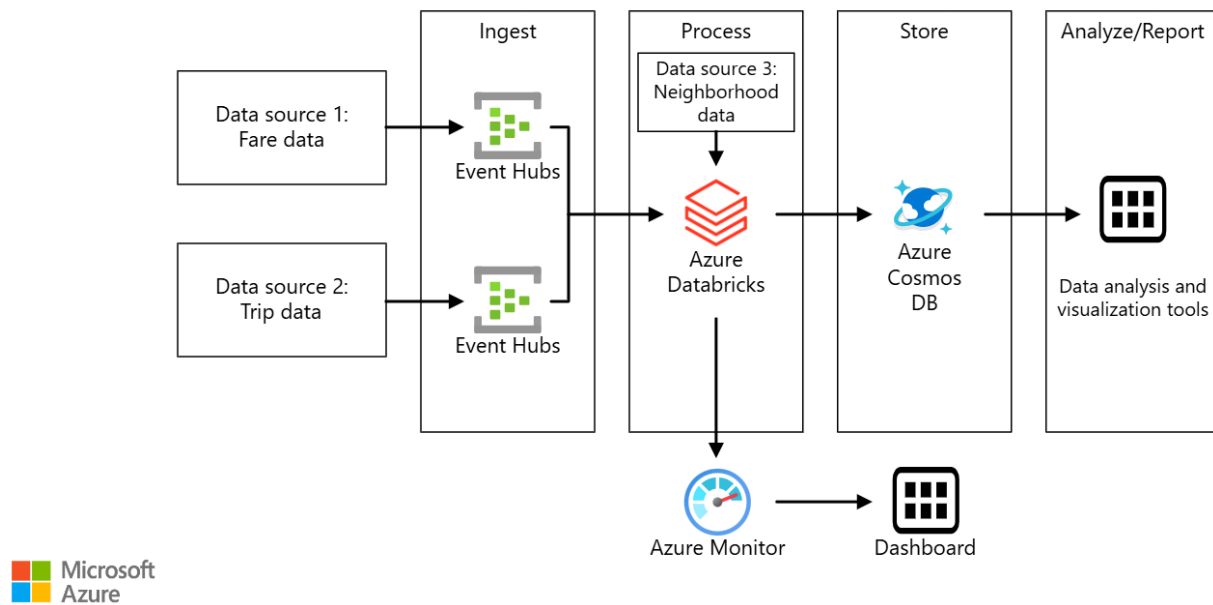 Ingest
Process
Store
Analyze/Report
Data source 1:
Fare data
Event Hubs
Data source 2:
Trip data
Event Hubs
Data source 3:
Neighborhood
data
Azure
Databricks
Azure
Cosmos
DB
Data analysis and
visualization tools
Azure Monitor
Dashboard
Microsoft
Azure